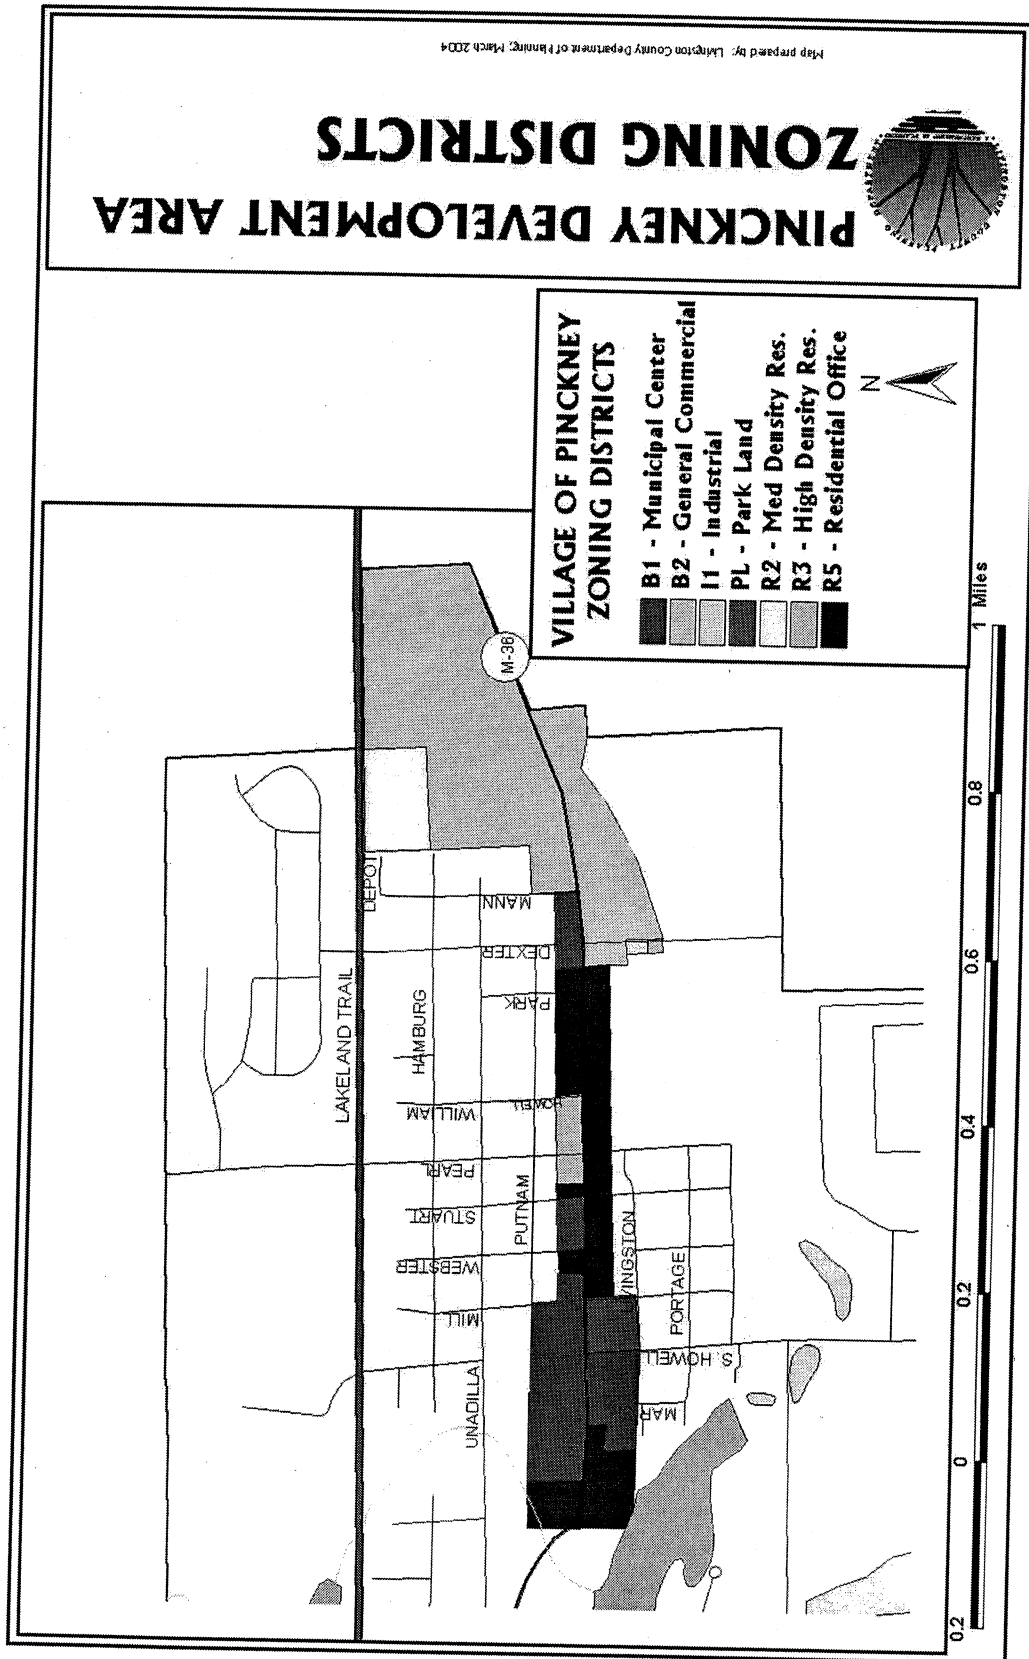 PINCKNEY DEVELOPMENT AREA
ZONING DISTRICTS
Map prepared by: Livingston County Department of Planning; March 2004
VILLAGE OF PINCKNEY
ZONING DISTRICTS
B1 - Municipal Center
B2 - General Commercial
I1 - Industrial
PL - Park Land
R2 - Med Density Res.
R3 - High Density Res.
R5 - Residential Office
N
M-36
LAKELAND TRAIL
DEPOT
HAMBURG
MANN
DEXTER
PARK
WILLIAM
HOWELL
PEARL
STUART
PUTNAM
WEBSTER
MILL
UNADILLA
VINGSTON
PORTAGE
S. HOWELL
MAR
0.2
0
0.2
0.4
0.6
0.8
1 Miles